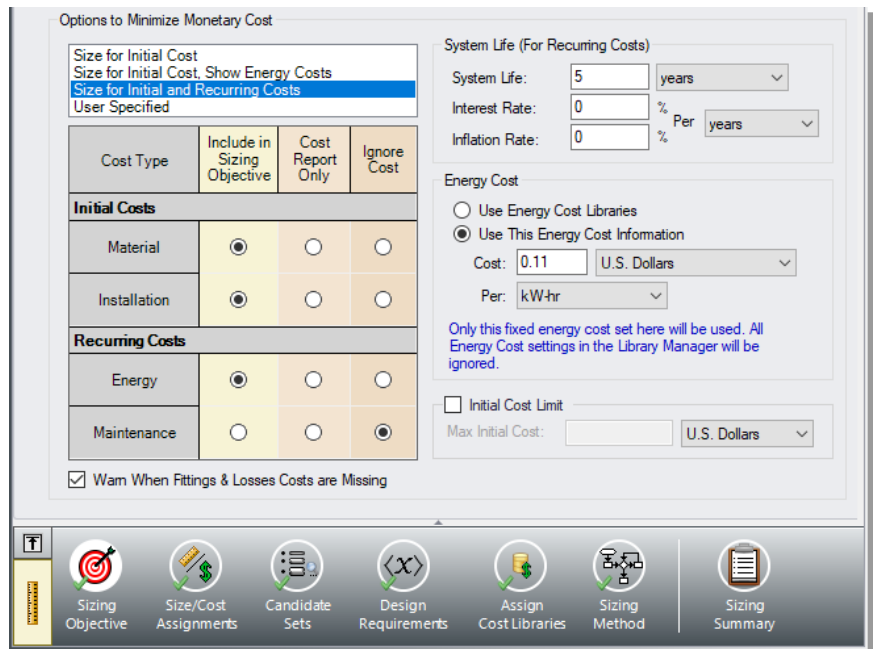 Options to Minimize Monetary Cost
Size for Initial Cost
Size for Initial Cost, Show Energy Costs
Size for Initial and Recurring Costs
User Specified
Cost Type
Include in
Sizing
Objective
Cost
Report
Only
Ignore
Cost
Initial Costs
Material
Installation
Recurring Costs
Energy
Maintenance
Warn When Fittings & Losses Costs are Missing
System Life (For Recurring Costs)
System Life: 5 years
Interest Rate: 0 %
Per years
Inflation Rate: 0 %
Energy Cost
Use Energy Cost Libraries
Use This Energy Cost Information
Cost: 0.11 U.S. Dollars
Per: kW-hr
Only this fixed energy cost set here will be used. All
Energy Cost settings in the Library Manager will be
ignored.
Initial Cost Limit
Max Initial Cost: U.S. Dollars
Sizing
Objective
Size/Cost
Assignments
Candidate
Sets
Design
Requirements
Assign
Cost Libraries
Sizing
Method
Sizing
Summary